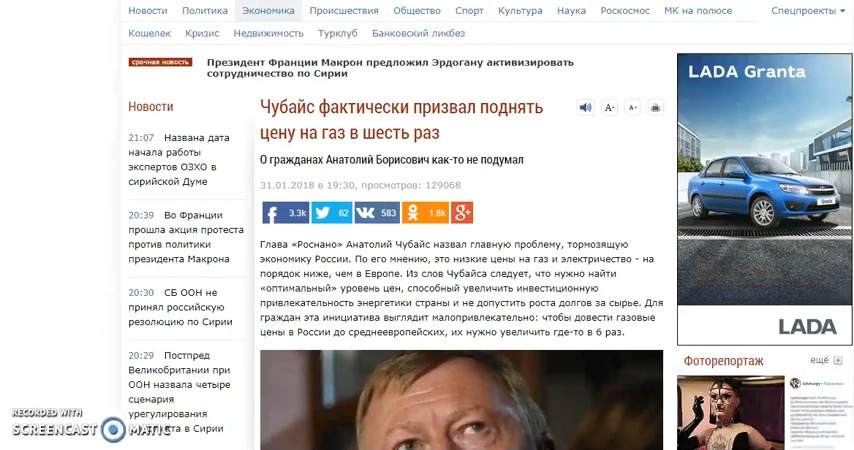 Новости Политика Экономика Происшествия Общество Спорт Культура Наука Роскосмос МК на полюсе Спецпроекты
Кошелек Кризис Недвижимость Турклуб Банковский ликбез
срочная новость
Президент Франции Макрон предложил Эрдогану активизировать
сотрудничество по Сирии
LADA Granta
Новости
Чубайс фактически призвал поднять
цену на газ в шесть раз
A+ A-
О гражданах Анатолий Борисович как-то не подумал
31.01.2018 в 19:30, просмотров: 129068
3.3k 62 583 1.8k
21:07 Названа дата
начала работы
экспертов ОЗХО в
сирийской Думе
20:39 Во Франции
прошла акция протеста
против политики
президента Макрона
20:30 СБ ООН не
принял российскую
резолюцию по Сирии
20:29 Постпред
Великобритании при
ООН назвала четыре
сценария
урегулирования
в Сирии
Глава «Роснано» Анатолий Чубайс назвал главную проблему, тормозящую
экономику России. По его мнению, это низкие цены на газ и электричество - на
порядок ниже, чем в Европе. Из слов Чубайса следует, что нужно найти
«оптимальный» уровень цен, способный увеличить инвестиционную
привлекательность энергетики страны и не допустить роста долгов за сырье. Для
граждан эта инициатива выглядит малопривлекательно: чтобы довести газовые
цены в России до среднеевропейских, их нужно увеличить где-то в 6 раз.
LADA
Фоторепортаж
ещё
RECORDED WITH
SCREENCAST MATIC